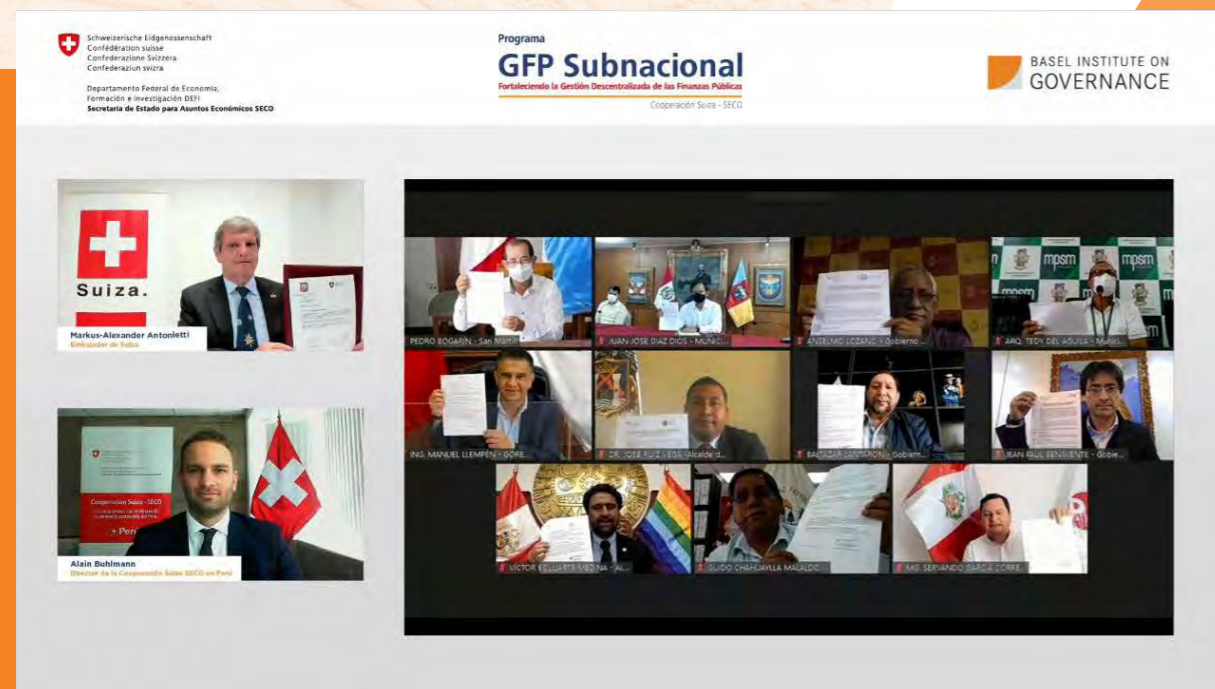 Schweizerische Eidgenossenschaft
Confédération suisse
Confederazione Svizzera
Confederaziun svizra
Departamento Federal de Economía,
Formación e Investigación DEFI
Secretaría de Estado para Asuntos Económicos SECO
Programa
GFP Subnacional
Fortaleciendo la Gestión Descentralizada de las Finanzas Públicas
Cooperación Suiza - SECO
BASEL INSTITUTE ON
GOVERNANCE
Suiza.
Markus-Alexander Antonietti
Embajador de Suiza
Cooperación Suiza - SECO
+ Perú
Alain Buhlmann
Director de la Cooperación Suiza SECO en Perú
PEDRO BOGARIN - San Martín
JUAN JOSE DIAZ DIOS - MUNICI...
ANSELMO LOZANO - Gobierno ...
mpsm
mpsm
ARQ. TEDY DEL AGUILA - Munici...
ING. MANUEL LLEMPÉN - GORE...
DR. JOSÉ RUIZ VEGA -Alcalde d...
BALTAZAR LANTARON - Gobiern...
JEAN PAUL BENAVENTE - Gobie...
VÍCTOR BOLUARTE MEDINA - AL...
GUIDO CHAHUAYLLA MALALDO...
MG. SERVANDO GARCIA CORRE...